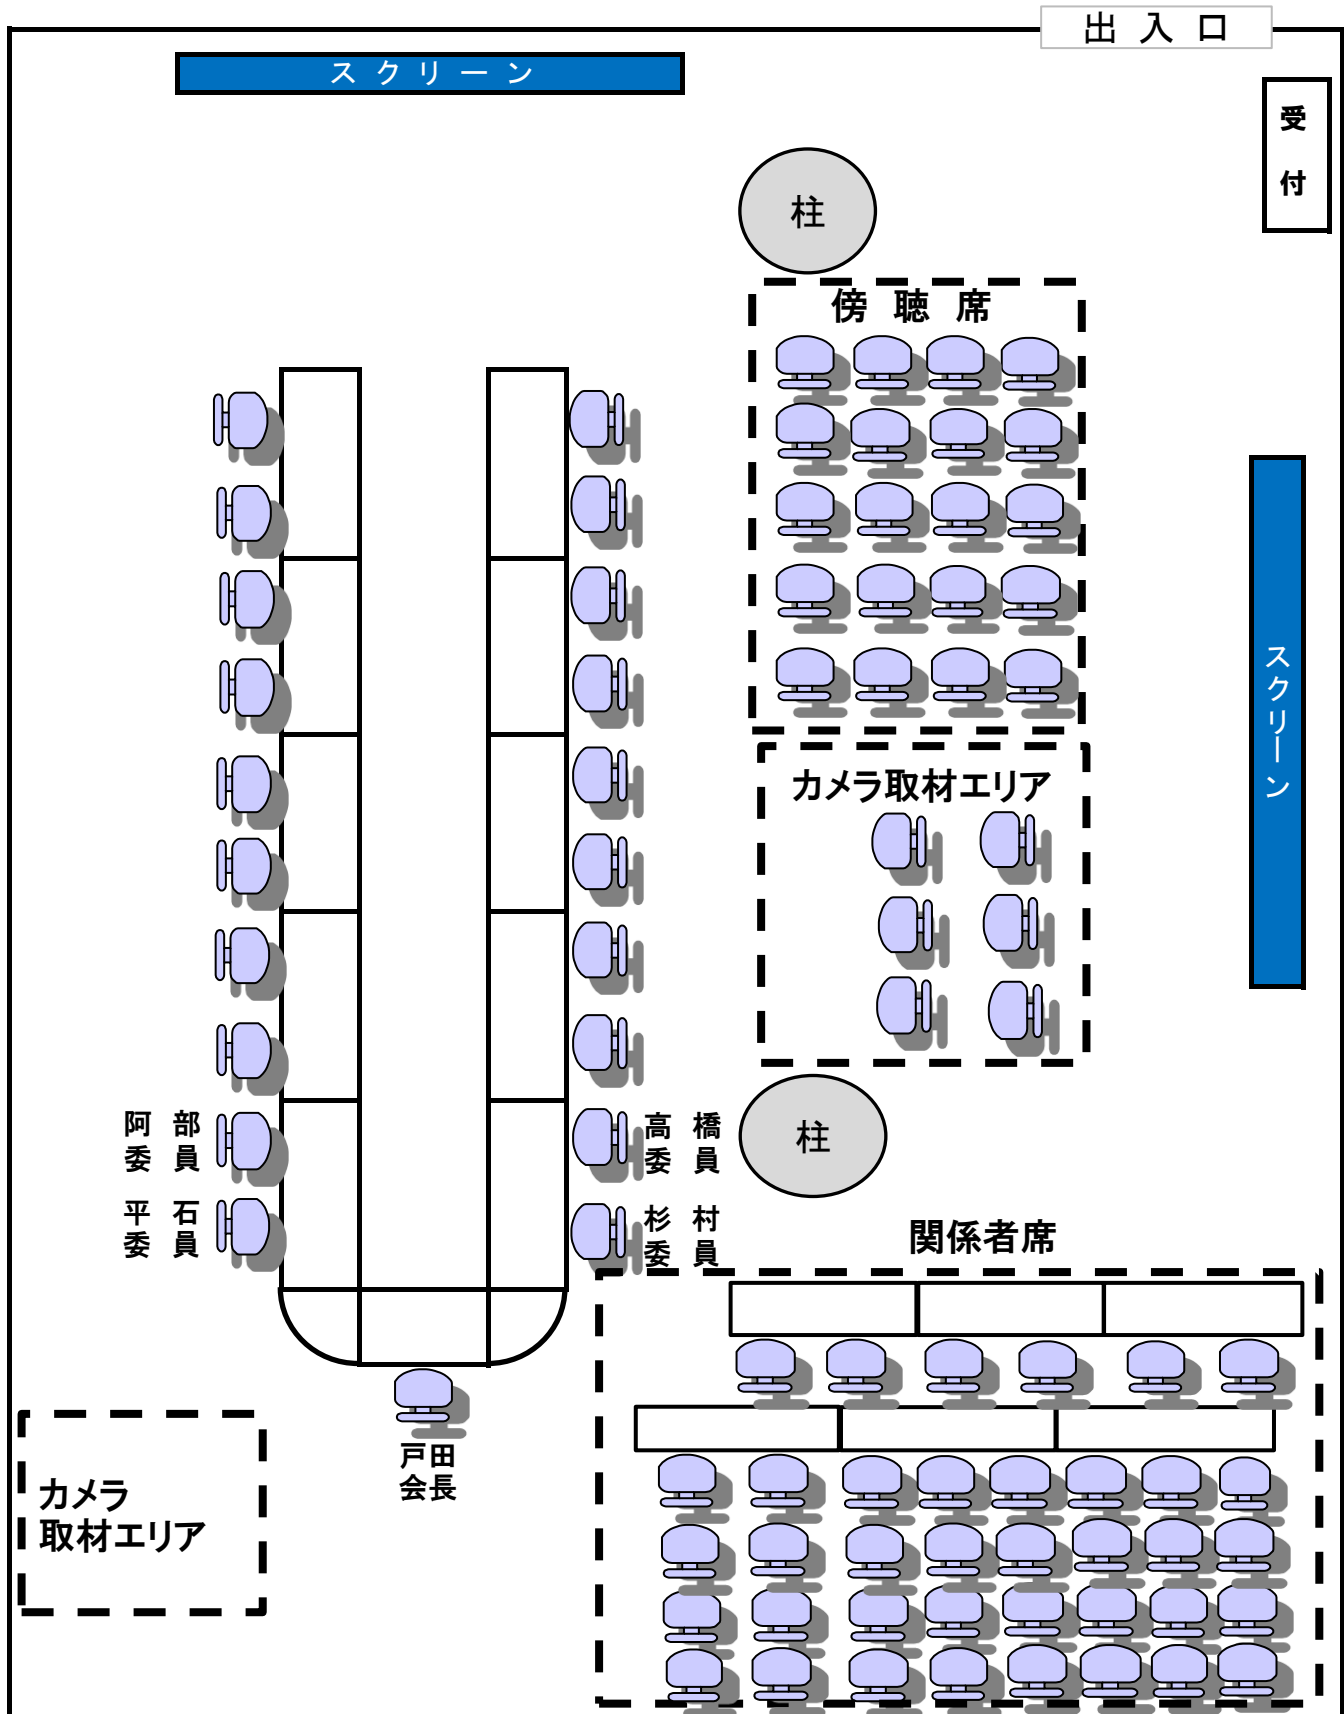 出入口
スクリーン
受付
柱
傍聴席
スクリーン
カメラ取材エリア
阿部
委員
高橋
委員
柱
平石
委員
杉村
委員
関係者席
戸田
会長
カメラ
取材エリア